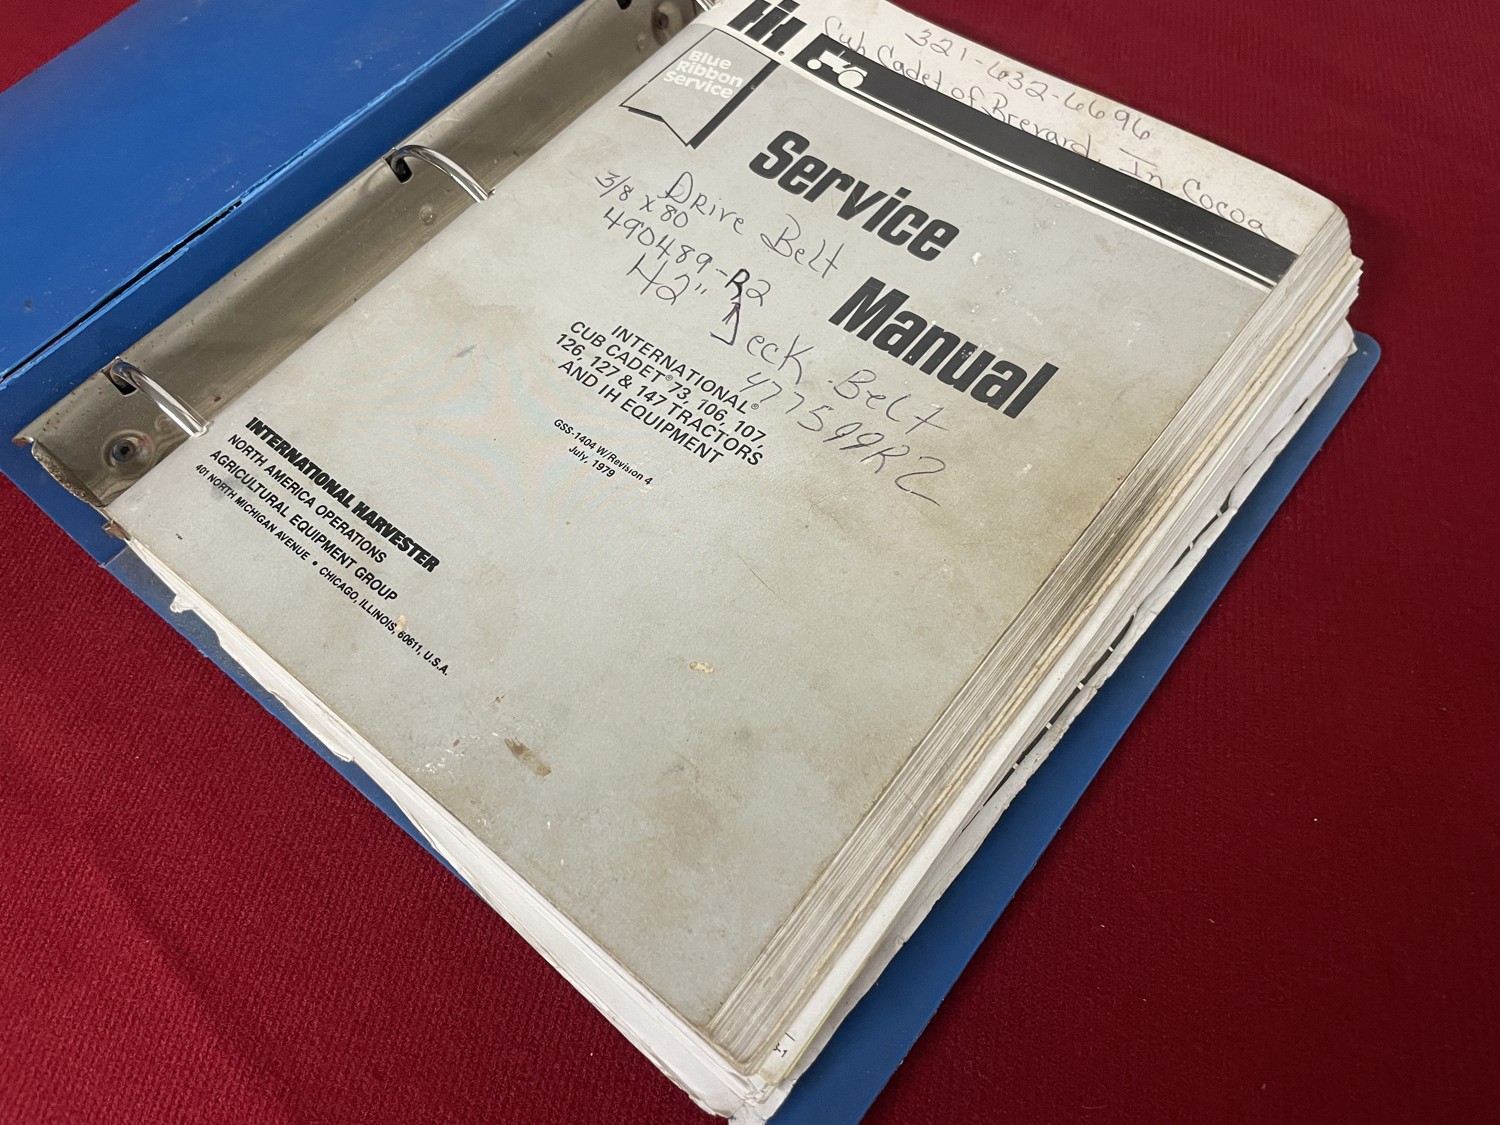 321-632-6696
Cub Cadet of Brevard, In Cocoa
IH.
Blue
Ribbon
Service
Service
Manual
Drive Belt
3/8 x 80
490489-R2
42" Deck Belt
477599R2
INTERNATIONAL®
CUB CADET® 73, 106, 107,
126, 127 & 147 TRACTORS
AND IH EQUIPMENT
GSS-1404 W/Revision 4
July, 1979
INTERNATIONAL HARVESTER
NORTH AMERICA OPERATIONS
AGRICULTURAL EQUIPMENT GROUP
401 NORTH MICHIGAN AVENUE • CHICAGO, ILLINOIS, 60611, U.S.A.